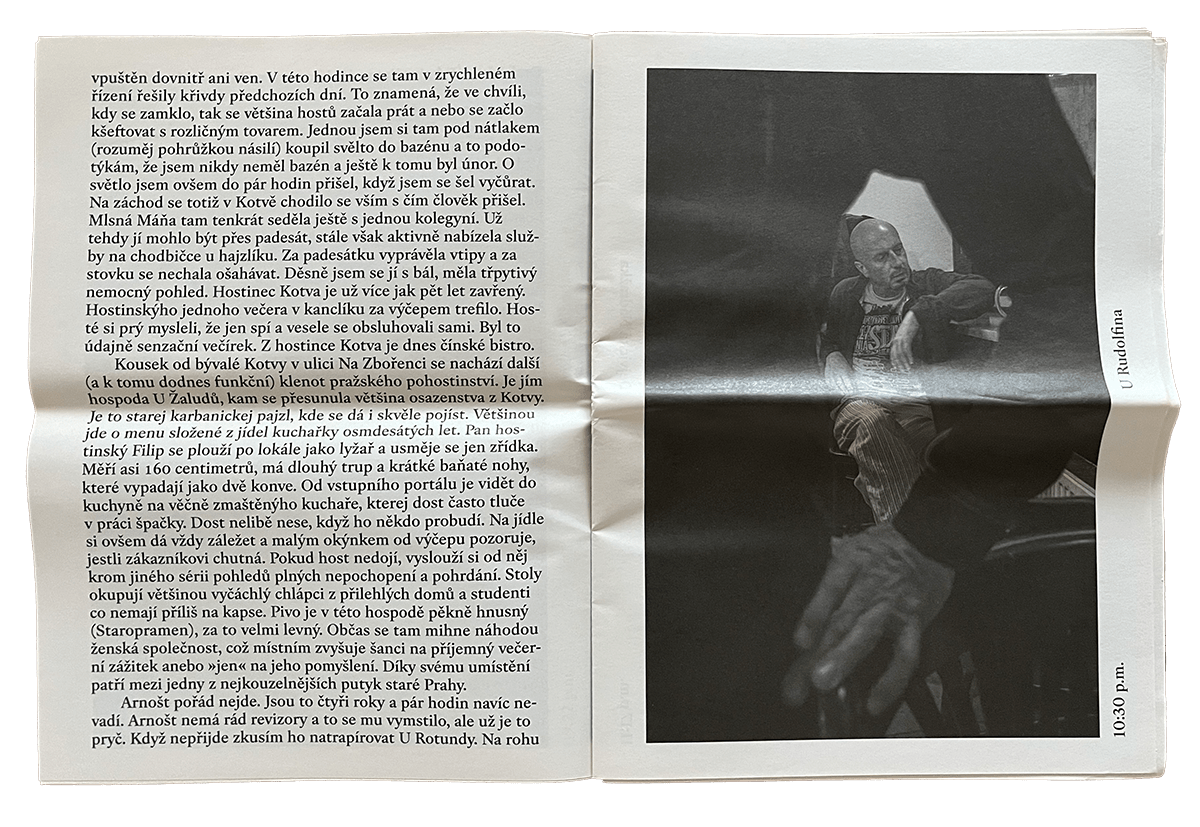 vpuštěn dovnitř ani ven. V této hodince se tam v zrychleném
řízení řešily křivdy předchozích dní. To znamená, že ve chvíli,
kdy se zamklo, tak se většina hostů začala prát a nebo se začlo
kšeftovat s rozličným tovarem. Jednou jsem si tam pod nátlakem
(rozuměj pohrůžkou násilí) koupil svělto do bazénu a to podo-
týkám, že jsem nikdy neměl bazén a ještě k tomu byl únor. O
světlo jsem ovšem do pár hodin přišel, když jsem se šel vyčůrat.
Na záchod se totiž v Kotvě chodilo se vším s čím člověk přišel.
Mlsná Máňa tam tenkrát seděla ještě s jednou kolegyní. Už
tehdy jí mohlo být přes padesát, stále však aktivně nabízela služ-
by na chodbičce u hajzlíku. Za padesátku vyprávěla vtipy a za
stovku se nechala ošahávat. Děsně jsem se jí s bál, měla třpytivý
nemocný pohled. Hostinec Kotva je už více jak pět let zavřený.
Hostinskýho jednoho večera v kanclíku za výčepem trefilo. Hos-
té si prý mysleli, že jen spí a vesele se obsluhovali sami. Byl to
údajně senzační večírek. Z hostince Kotva je dnes čínské bistro.
Kousek od bývalé Kotvy v ulici Na Zbořenci se nachází další
(a k tomu dodnes funkční) klenot pražského pohostinství. Je jím
hospoda U Žaludů, kam se přesunula většina osazenstva z Kotvy.
Je to starej karbanickej pajzl, kde se dá i skvěle pojíst. Většinou
jde o menu složené z jídel kuchařky osmdesátých let. Pan hos-
tinský Filip se plouží po lokále jako lyžař a usměje se jen zřídka.
Měří asi 160 centimetrů, má dlouhý trup a krátké baňaté nohy,
které vypadají jako dvě konve. Od vstupního portálu je vidět do
kuchyně na věčně zmaštěnýho kuchaře, kterej dost často tluče
v práci špačky. Dost nelibě nese, když ho někdo probudí. Na jídle
si ovšem dá vždy záležet a malým okýnkem od výčepu pozoruje,
jestli zákazníkovi chutná. Pokud host nedojí, vyslouží si od něj
krom jiného sérii pohledů plných nepochopení a pohrdání. Stoly
okupují většinou vyčáchlý chlápci z přilehlých domů a studenti
co nemají příliš na kapse. Pivo je v této hospodě pěkně hnusný
(Staropramen), za to velmi levný. Občas se tam mihne náhodou
ženská společnost, což místním zvyšuje šanci na příjemný večer-
ní zážitek anebo »jen« na jeho pomyšlení. Díky svému umístění
patří mezi jedny z nejkouzelnějších putyk staré Prahy.
Arnošt pořád nejde. Jsou to čtyři roky a pár hodin navíc ne-
vadí. Arnošt nemá rád revizory a to se mu vymstilo, ale už je to
pryč. Když nepřijde zkusím ho natrapírovat U Rotundy. Na rohu
10:30 p.m.
U Rudolfina